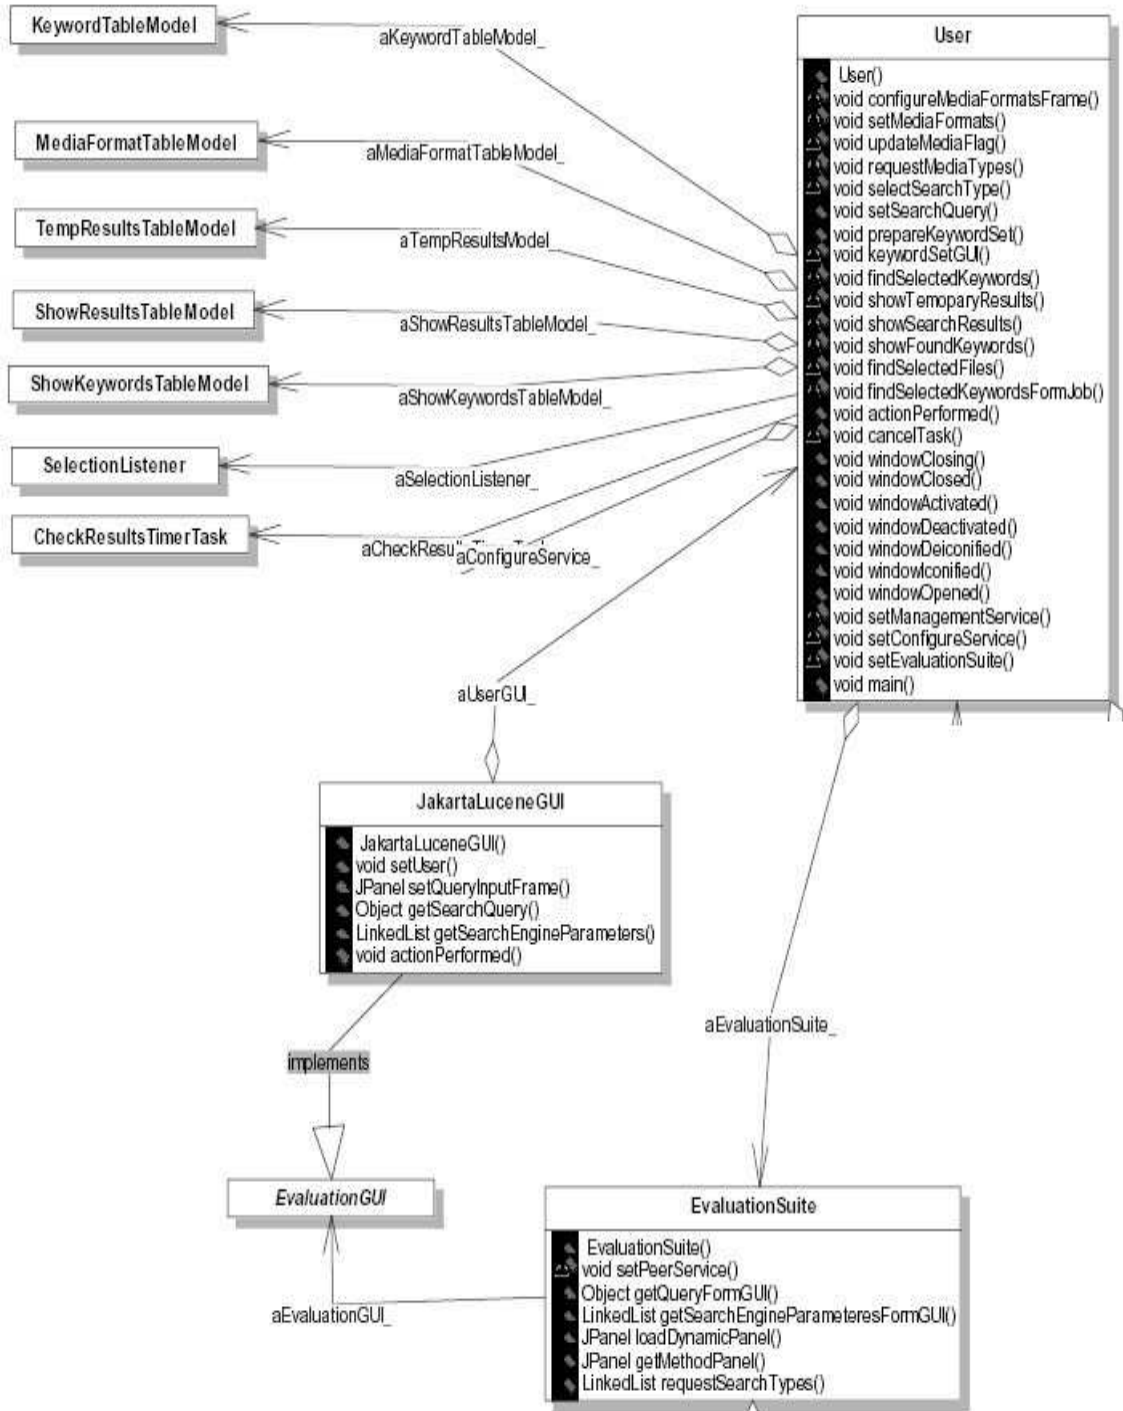 KeywordTableModel
aKeywordTableModel_
MediaFormatTableModel
aMediaFormatTableModel_
TempResultsTableModel
aTempResultsModel_
ShowResultsTableModel
aShowResultsTableModel_
ShowKeywordsTableModel
aShowKeywordsTableModel_
SelectionListener
aSelectionListener_
CheckResultsTimerTask
aConfigureService_
User
User()
void configureMediaFormatsFrame()
void setMediaFormats()
void updateMediaFlag()
void requestMediaTypes()
void selectSearchType()
void setSearchQuery()
void prepareKeywordSet()
void keywordSetGUI()
void findSelectedKeywords()
void showTemoparyResults()
void showSearchResults()
void showFoundKeywords()
void findSelectedFiles()
void findSelectedKeywordsFormJob()
void actionPerformed()
void cancelTask()
void windowClosing()
void windowClosed()
void windowActivated()
void windowDeactivated()
void windowDeiconified()
void windowIconified()
void windowOpened()
void setManagementService()
void setConfigureService()
void setEvaluationSuite()
void main()
aUserGUI_
JakartaLuceneGUI
JakartaLuceneGUI()
void setUser()
JPanel setQueryInputFrame()
Object getSearchQuery()
LinkedList getSearchEngineParameters()
void actionPerformed()
implements
aEvaluationSuite_
EvaluationGUI
aEvaluationGUI_
EvaluationSuite
EvaluationSuite()
void setPeerService()
Object getQueryFormGUI()
LinkedList getSearchEngineParameteresFormGUI()
JPanel loadDynamicPanel()
JPanel getMethodPanel()
LinkedList requestSearchTypes()